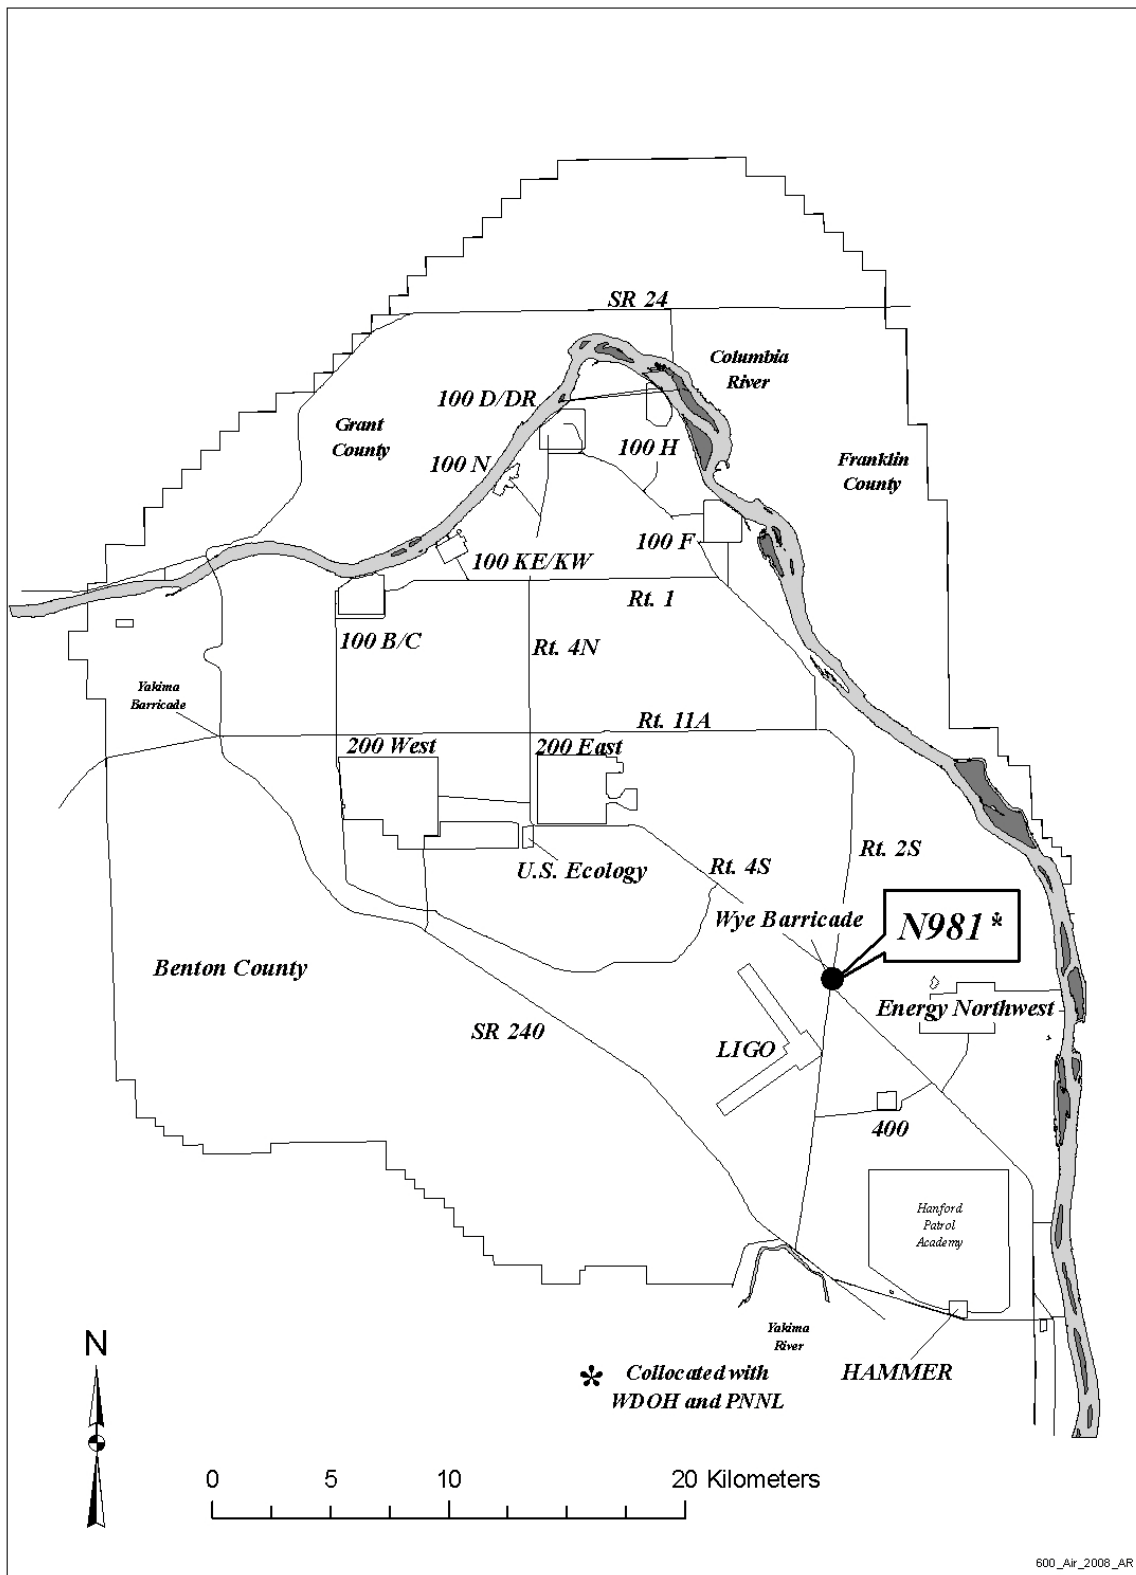 SR 24
Columbia
River
100 D/DR
Grant
County
100 H
100 N
Franklin
County
100 F
100 KE/KW
Rt. 1
100 B/C
Rt. 4N
Yakima
Barricade
Rt. 11A
200 West
200 East
Rt. 2S
U.S. Ecology
Rt. 4S
Wye Barricade
N981*
Benton County
Energy Northwest
SR 240
LIGO
400
Hanford
Patrol
Academy
Yakima
River
N
* Collocated with
WDOH and PNNL
HAMMER
0 5 10 20 Kilometers
600_Air_2008_AR